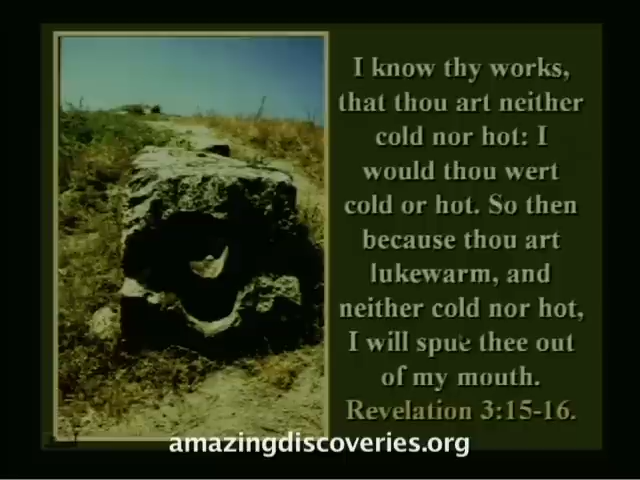 I know thy works,
that thou art neither
cold nor hot: I
would thou wert
cold or hot. So then
because thou art
lukewarm, and
neither cold nor hot,
I will spue thee out
of my mouth.
Revelation 3:15-16.
amazingdiscoveries.org